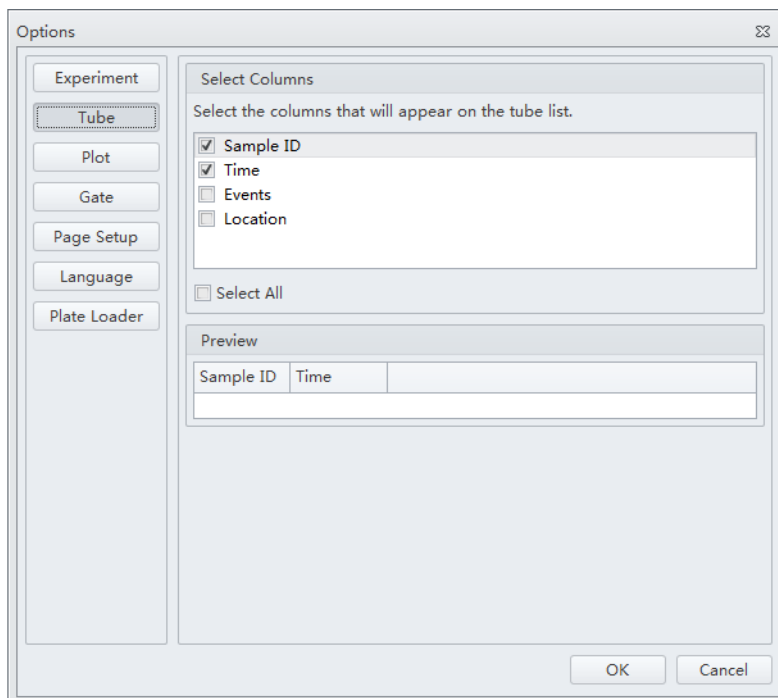 Options
Experiment
Tube
Plot
Gate
Page Setup
Language
Plate Loader
Select Columns
Select the columns that will appear on the tube list.
Sample ID
Time
Events
Location
Select All
Preview
Sample ID Time
OK Cancel